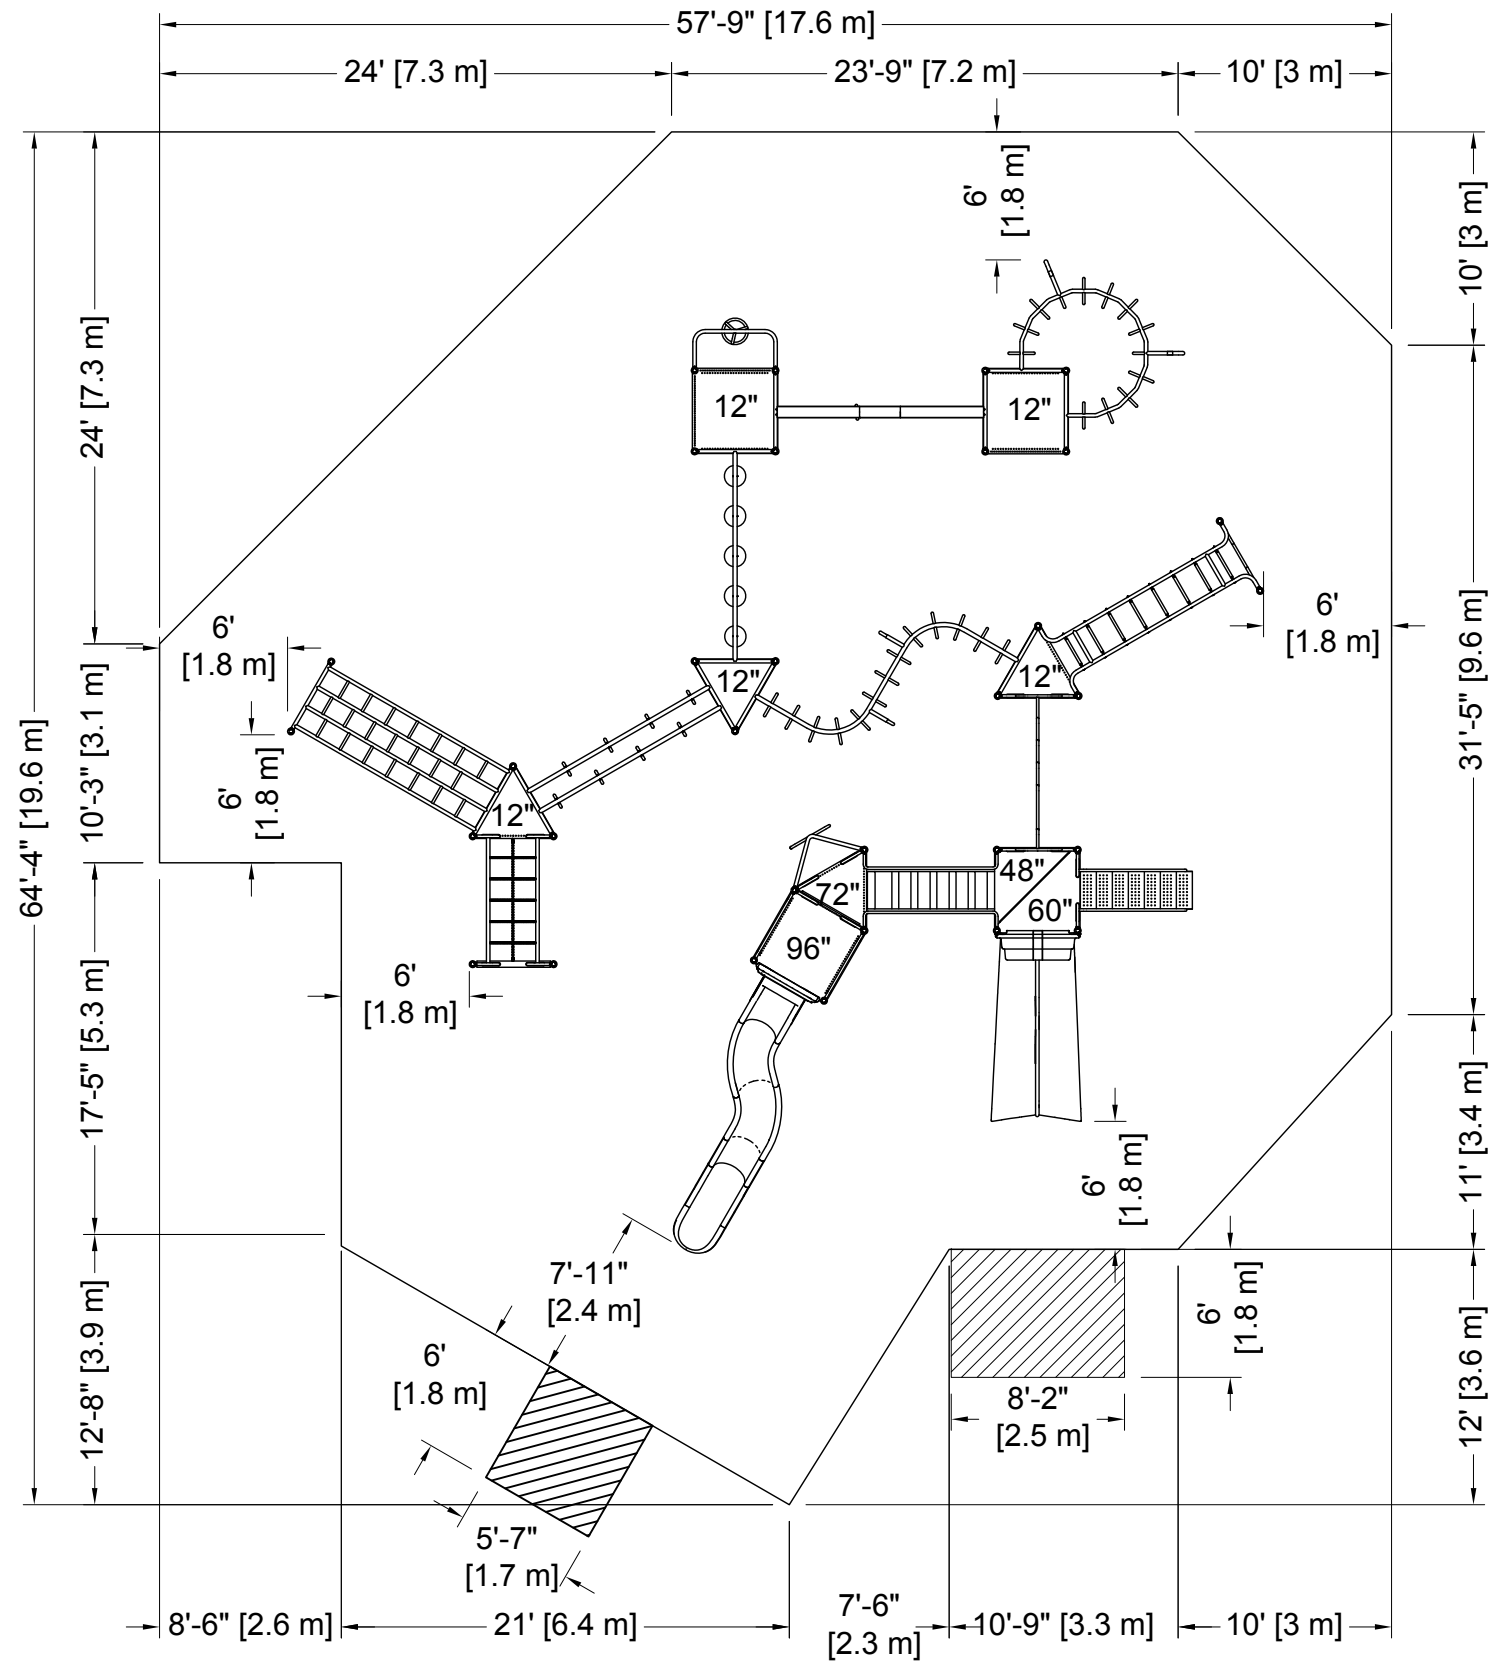 57'-9" [17.6 m]
24' [7.3 m]
23'-9" [7.2 m]
10' [3 m]
6'
[1.8 m]
10' [3 m]
24' [7.3 m]
12"
12"
6'
[1.8 m]
6'
[1.8 m]
12"
12"
31'-5" [9.6 m]
64'-4" [19.6 m]
10'-3" [3.1 m]
6'
[1.8 m]
12"
48"
60"
72"
96"
6'
[1.8 m]
17'-5" [5.3 m]
11' [3.4 m]
6'
[1.8 m]
7'-11"
[2.4 m]
6'
[1.8 m]
12'-8" [3.9 m]
6'
[1.8 m]
8'-2"
[2.5 m]
12' [3.6 m]
5'-7"
[1.7 m]
8'-6" [2.6 m]
21' [6.4 m]
7'-6"
[2.3 m]
10'-9" [3.3 m]
10' [3 m]